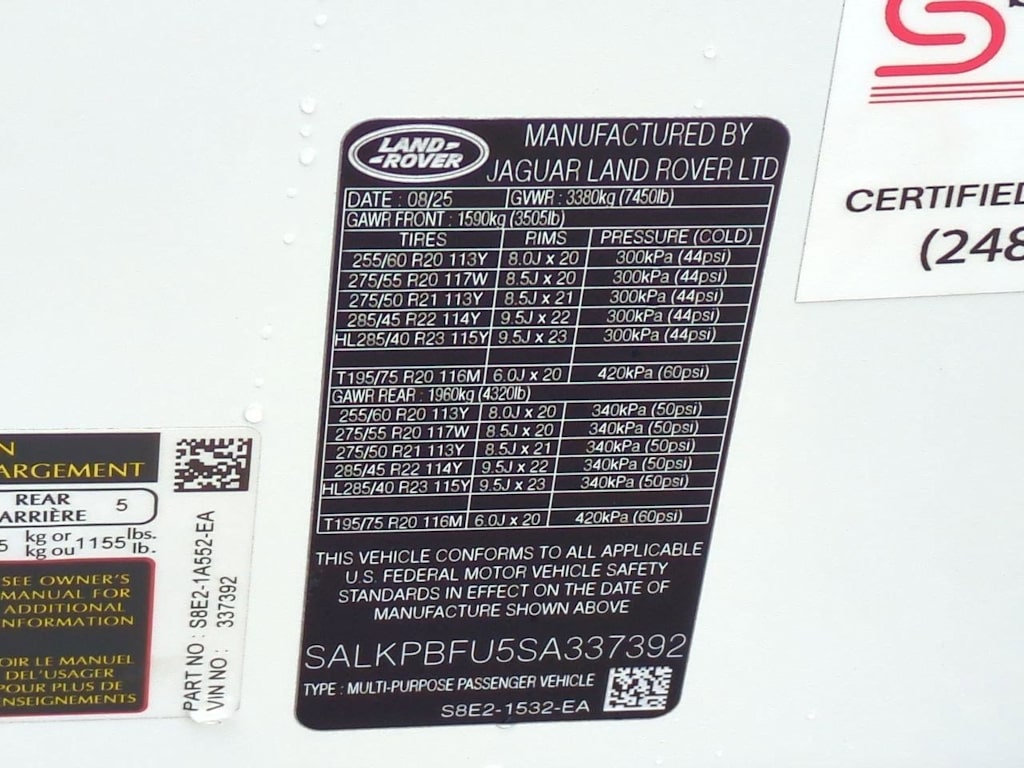 LAND-
-ROVER
MANUFACTURED BY
JAGUAR LAND ROVER LTD
DATE : 08/25 GVWR : 3380kg (7450lb)
GAWR FRONT : 1590kg (3505lb)
TIRES RIMS PRESSURE (COLD)
255/60 R20 113Y 8.0J x 20 300kPa (44psi)
275/55 R20 117W 8.5J x 20 300kPa (44psi)
275/50 R21 113Y 8.5J x 21 300kPa (44psi)
285/45 R22 114Y 9.5J x 22 300kPa (44psi)
HL285/40 R23 115Y 9.5J x 23 300kPa (44psi)
T195/75 R20 116M 6.0J x 20 420kPa (60psi)
GAWR REAR : 1960kg (4320lb)
255/60 R20 113Y 8.0J x 20 340kPa (50psi)
275/55 R20 117W 8.5J x 20 340kPa (50psi)
275/50 R21 113Y 8.5J x 21 340kPa (50psi)
285/45 R22 114Y 9.5J x 22 340kPa (50psi)
HL285/40 R23 115Y 9.5J x 23 340kPa (50psi)
T195/75 R20 116M 6.0J x 20 420kPa (60psi)
THIS VEHICLE CONFORMS TO ALL APPLICABLE
U.S. FEDERAL MOTOR VEHICLE SAFETY
STANDARDS IN EFFECT ON THE DATE OF
MANUFACTURE SHOWN ABOVE
SALKPBFU5SA337392
TYPE : MULTI-PURPOSE PASSENGER VEHICLE
S8E2-1532-EA
N
ARGEMENT
REAR
ARRIÈRE 5
5 kg or 1155 lbs.
kg ou lb.
SEE OWNER'S
MANUAL FOR
ADDITIONAL
NFORMATION
OIR LE MANUEL
DEL'USAGER
POUR PLUS DE
ENSEIGNEMENTS
PART NO : S8E2-1A552-EA
VIN NO : 337392
CERTIFIED
(248